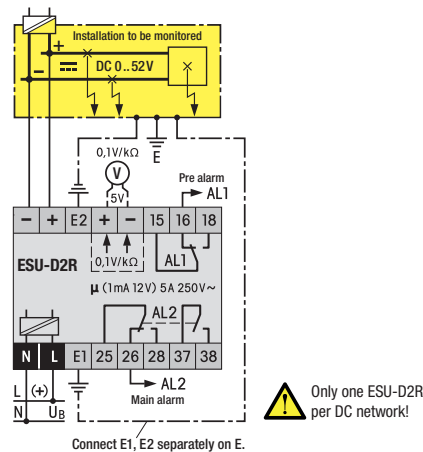 Installation to be monitored
+
−
DC 0..52V
E
0,1V/kΩ
V
5V
Pre alarm
AL1
− + E2 + − 15 16 18
ESU-D2R
0,1V/kΩ
AL1
µ (1mA 12V) 5A 250V~
AL2
N L E1 25 26 28 37 38
L (+)
N UB
AL2
Main alarm
Only one ESU-D2R
per DC network!
Connect E1, E2 separately on E.